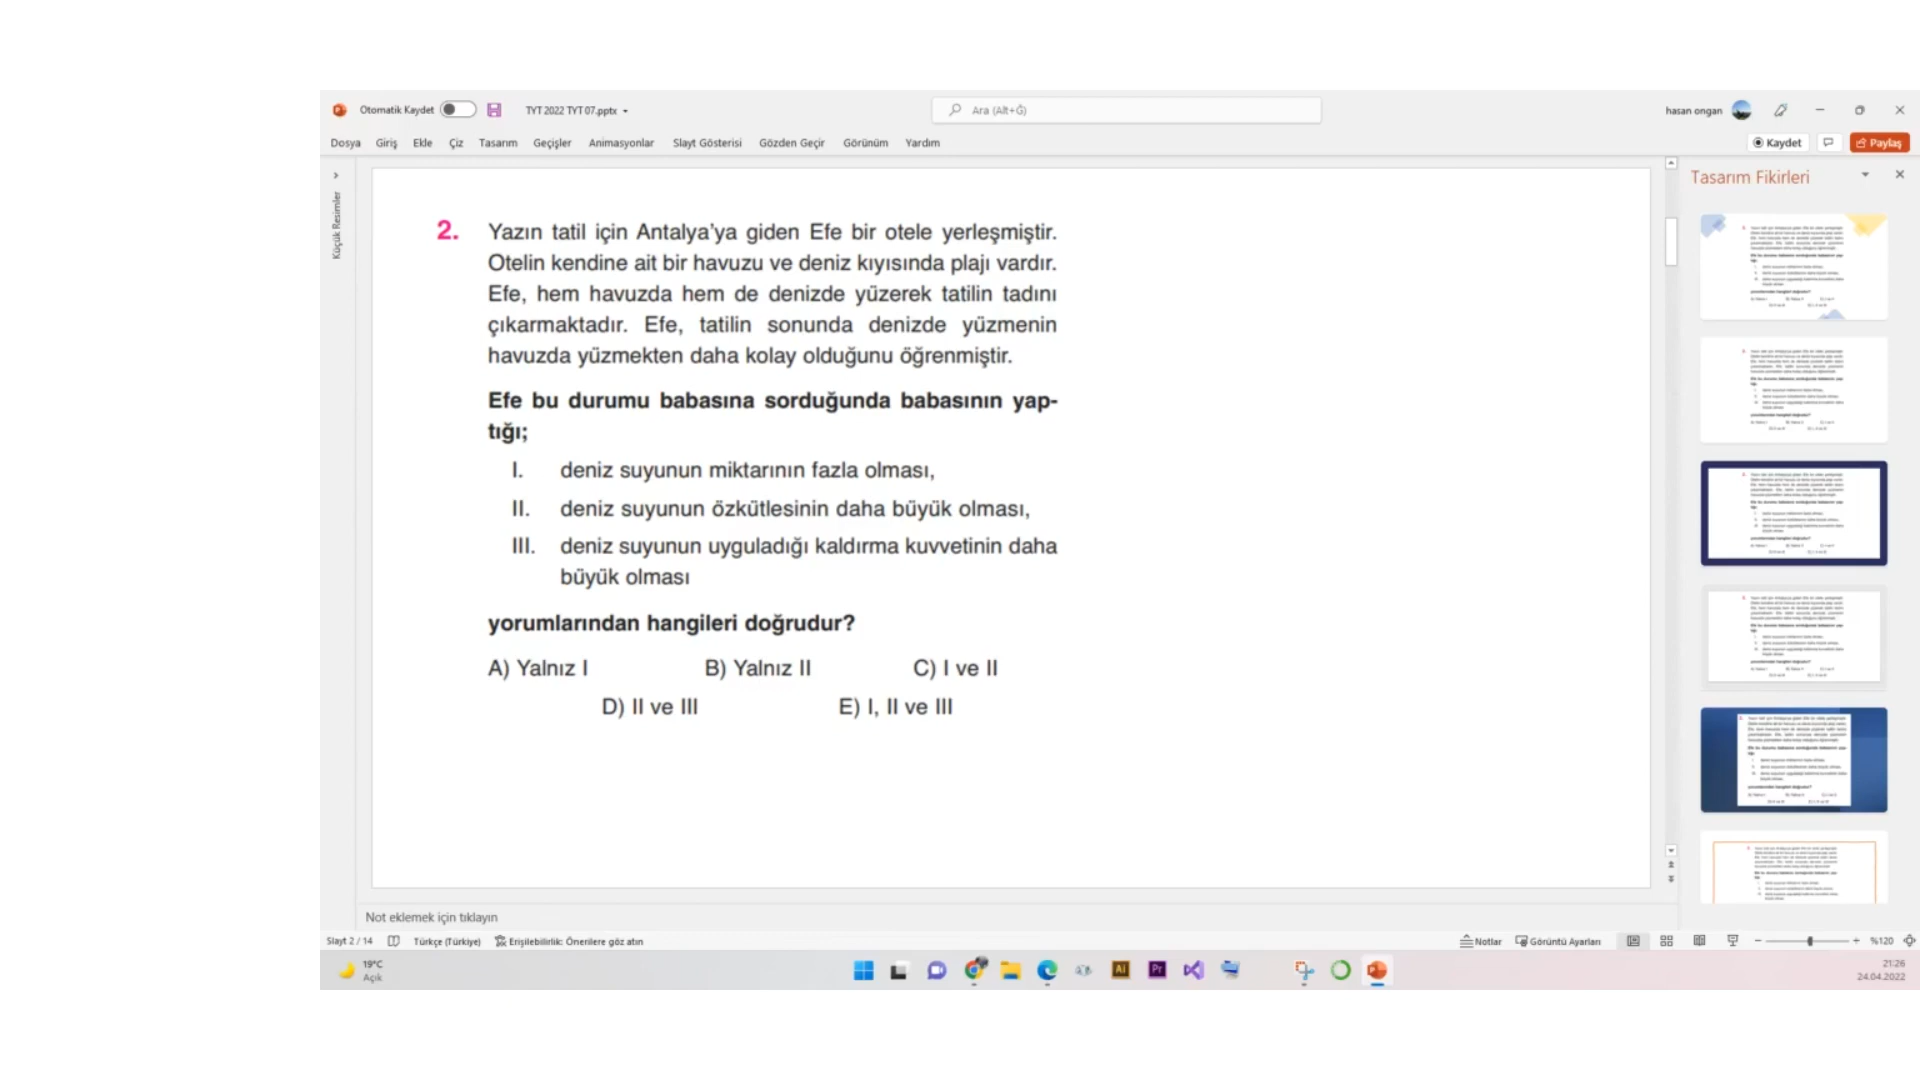 Otomatik Kaydet
TYT 2022 TYT 07.pptx
Ara (Alt+G)
hasan ongan
Dosya Giriş Ekle Çiz Tasarım Geçişler Animasyonlar Slayt Gösterisi Gözden Geçir Görünüm Yardım
Kaydet
Paylaş
Küçük Resimler
Tasarım Fikirleri
2. Yazın tatil için Antalya’ya giden Efe bir otele yerleşmiştir.
Otelin kendine ait bir havuzu ve deniz kıyısında plajı vardır.
Efe, hem havuzda hem de denizde yüzerek tatilin tadını
çıkarmaktadır. Efe, tatilin sonunda denizde yüzmenin
havuzda yüzmekten daha kolay olduğunu öğrenmiştir.
Efe bu durumu babasına sorduğunda babasının yap-
tığı;
I. deniz suyunun miktarının fazla olması,
II. deniz suyunun özkütlesinin daha büyük olması,
III. deniz suyunun uyguladığı kaldırma kuvvetinin daha
büyük olması
yorumlarından hangileri doğrudur?
A) Yalnız I B) Yalnız II C) I ve II
D) II ve III E) I, II ve III
Not eklemek için tıklayın
Slayt 2 / 14 Türkçe (Türkiye) Erişilebilirlik: Önerilere göz atın
Notlar Görüntü Ayarları %120
19°C
Açık
Ai
Pr
21:26
24.04.2022